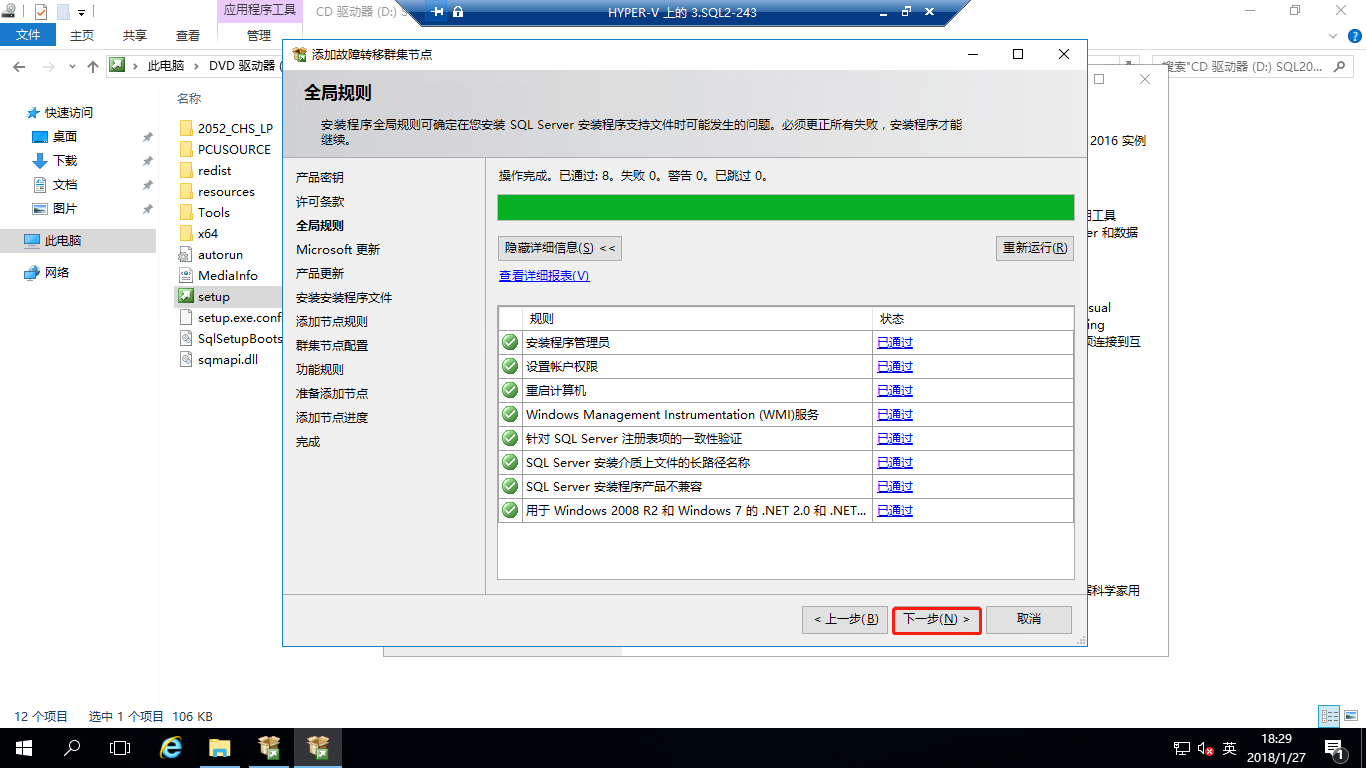 应用程序工具
CD 驱动器 (D:) S
HYPER-V 上的 3.SQL2-243
文件
主页
共享
查看
管理
此电脑
DVD 驱动器 (
搜索"CD 驱动器 (D:) SQL20...
快速访问
桌面
下载
文档
图片
此电脑
网络
名称
2052_CHS_LP
PCUSOURCE
redist
resources
Tools
x64
autorun
MediaInfo
setup
setup.exe.conf
SqlSetupBoots
sqmapi.dll
添加故障转移群集节点
全局规则
安装程序全局规则可确定在您安装 SQL Server 安装程序支持文件时可能发生的问题。必须更正所有失败，安装程序才能
继续。
产品密钥
许可条款
全局规则
Microsoft 更新
产品更新
安装安装程序文件
添加节点规则
群集节点配置
功能规则
准备添加节点
添加节点进度
完成
操作完成。已通过: 8。失败 0。警告 0。已跳过 0。
隐藏详细信息(S) <<
重新运行(R)
查看详细报表(V)
规则 状态
安装程序管理员 已通过
设置帐户权限 已通过
重启计算机 已通过
Windows Management Instrumentation (WMI)服务 已通过
针对 SQL Server 注册表项的一致性验证 已通过
SQL Server 安装介质上文件的长路径名称 已通过
SQL Server 安装程序产品不兼容 已通过
用于 Windows 2008 R2 和 Windows 7 的 .NET 2.0 和 .NET... 已通过
< 上一步(B)
下一步(N) >
取消
2016 实例
工具
er 和数据
sual
ing
连接到互
科学家用
12 个项目
选中 1 个项目 106 KB
英
18:29
2018/1/27
1